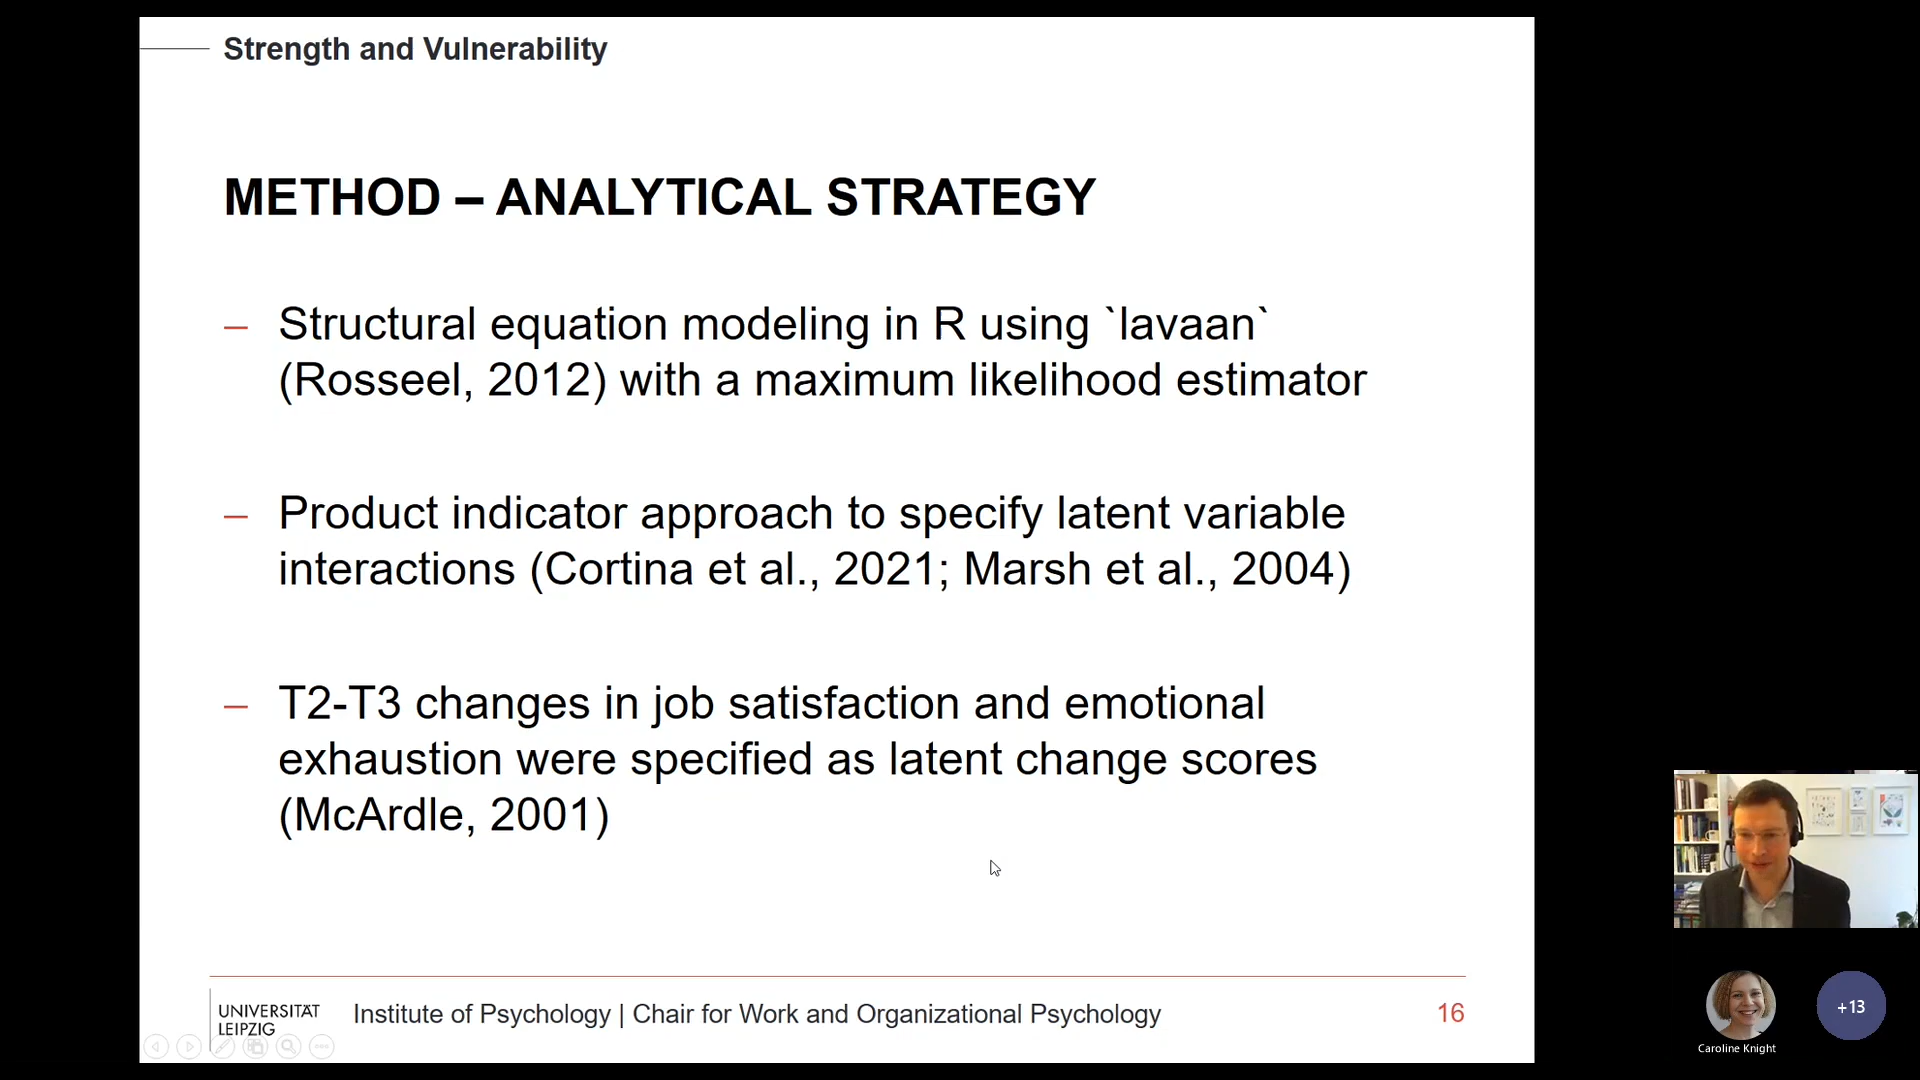 Strength and Vulnerability
METHOD – ANALYTICAL STRATEGY
– Structural equation modeling in R using `lavaan`
(Rosseel, 2012) with a maximum likelihood estimator
– Product indicator approach to specify latent variable
interactions (Cortina et al., 2021; Marsh et al., 2004)
– T2-T3 changes in job satisfaction and emotional
exhaustion were specified as latent change scores
(McArdle, 2001)
UNIVERSITÄT
LEIPZIG
Institute of Psychology | Chair for Work and Organizational Psychology
16
+13
Caroline Knight